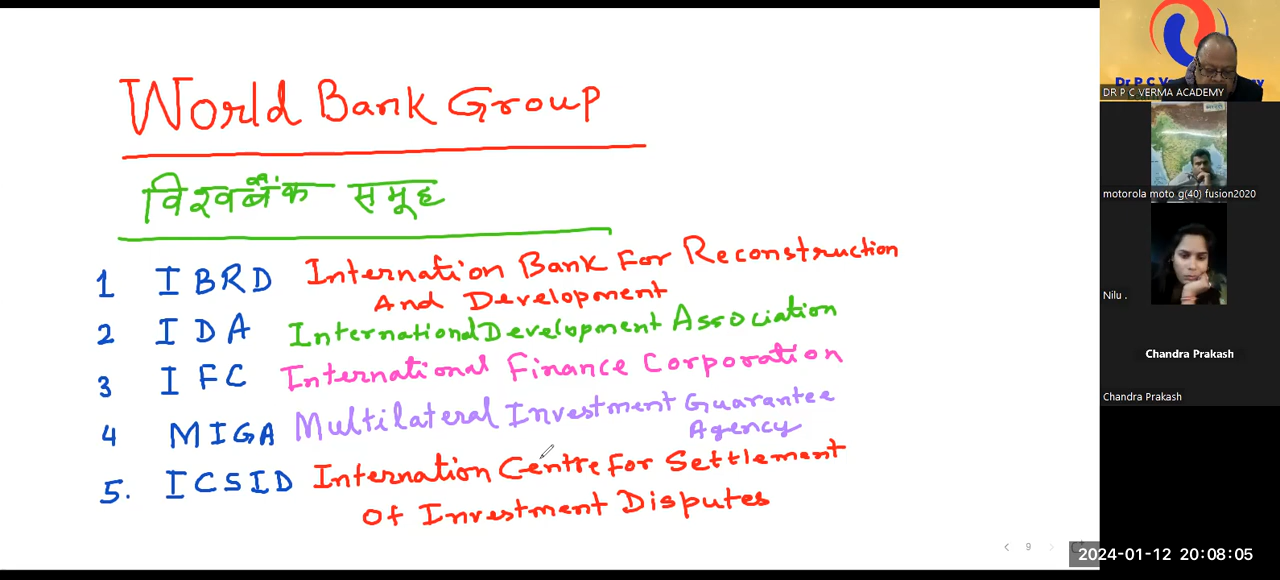 World Bank Group
विश्वबैंक समूह
1 IBRD Internation Bank For Reconstruction
And Development
2 IDA International Development Association
3 IFC International Finance Corporation
4 MIGA Multilateral Investment Guarantee
Agency
5. ICSID Internation Centre For Settlement
Of Investment Disputes
9
2024-01-12 20:08:05
Dr P C
DR P C VERMA ACADEMY
motorola moto g(40) fusion2020
Nilu .
Chandra Prakash
Chandra Prakash